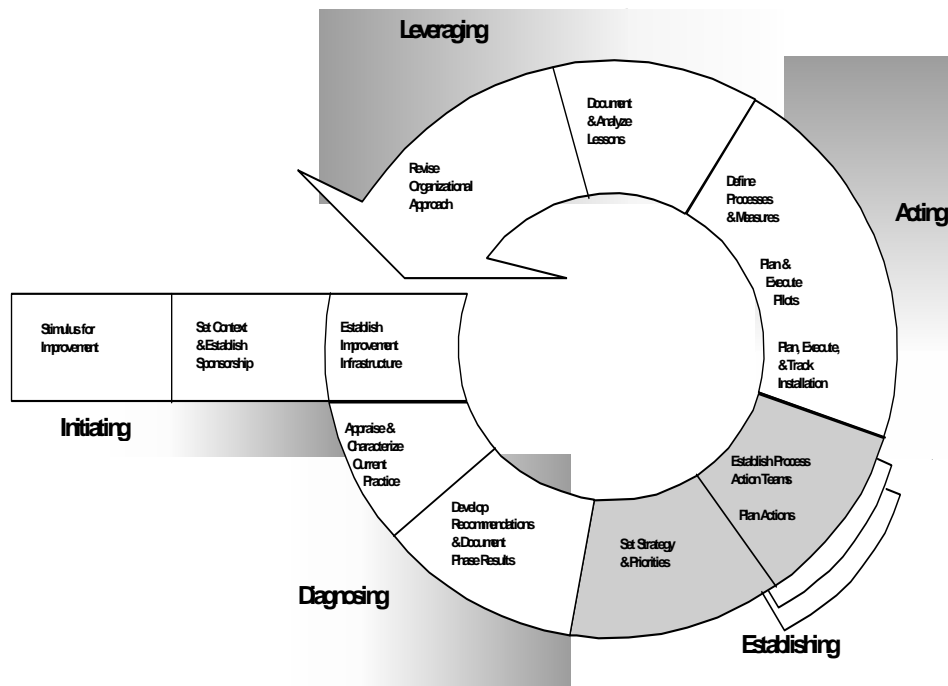 Leveraging
Document
& Analyze
Lessons
Revise
Organizational
Approach
Define
Processes
& Measures
Acting
Plan &
Execute
Pilots
Plan, Execute,
& Track
Installation
Stimulus for
Improvement
Set Context
& Establish
Sponsorship
Establish
Improvement
Infrastructure
Initiating
Appraise &
Characterize
Current
Practice
Develop
Recommendations
& Document
Phase Results
Diagnosing
Set Strategy
& Priorities
Establish Process
Action Teams
Plan Actions
Establishing